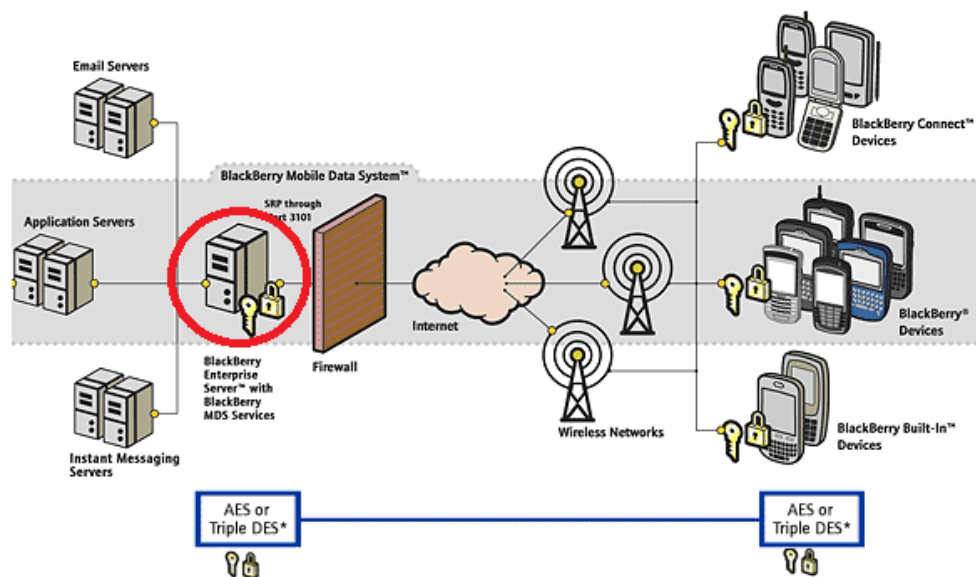 Email Servers
BlackBerry Connect™
Devices
BlackBerry Mobile Data System™
SRP through
Port 3101
Application Servers
Internet
BlackBerry®
Devices
BlackBerry
Enterprise
Server™ with
BlackBerry
MDS Services
Firewall
Wireless Networks
BlackBerry Built-In™
Devices
Instant Messaging
Servers
AES or
Triple DES*
AES or
Triple DES*